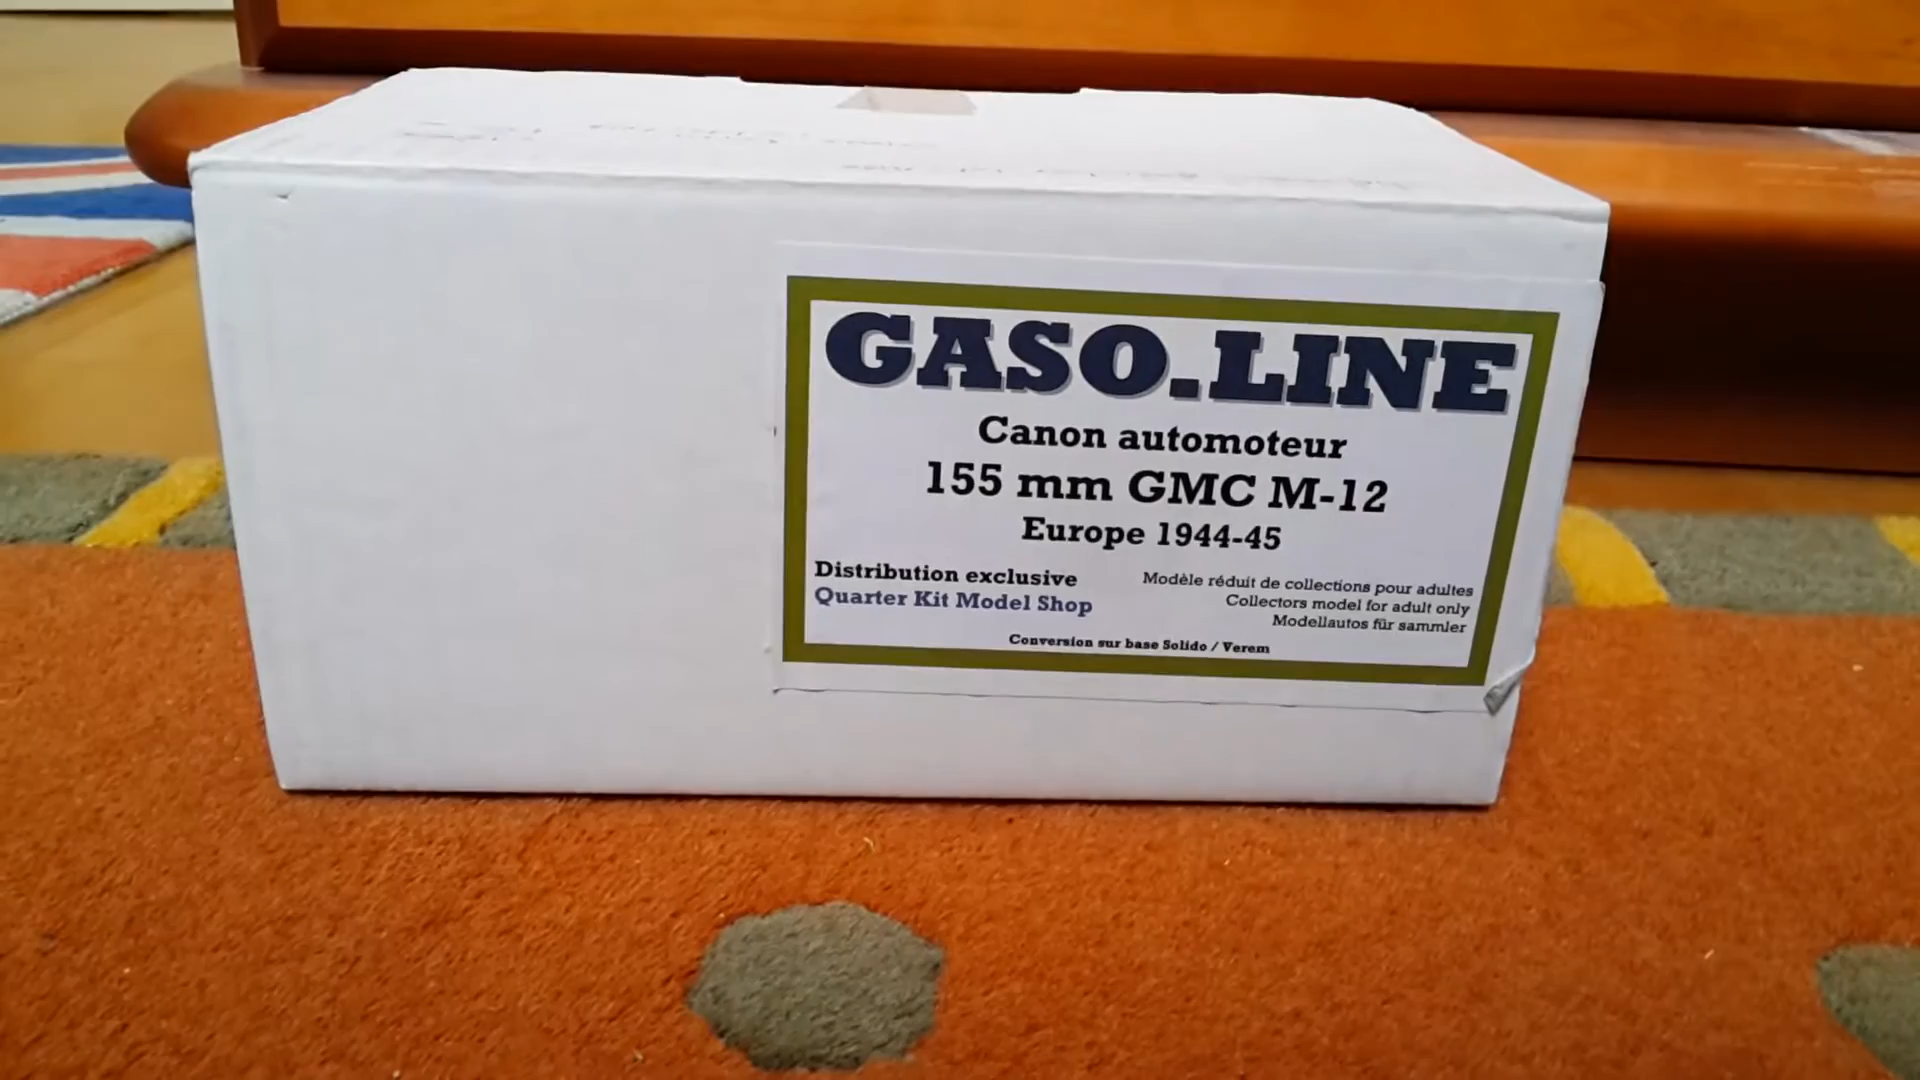 GASO.LINE
Canon automoteur
155 mm GMC M-12
Europe 1944-45
Distribution exclusive
Quarter Kit Model Shop
Modèle réduit de collections pour adultes
Collectors model for adult only
Modellautos für sammler
Conversion sur base Solido / Verem